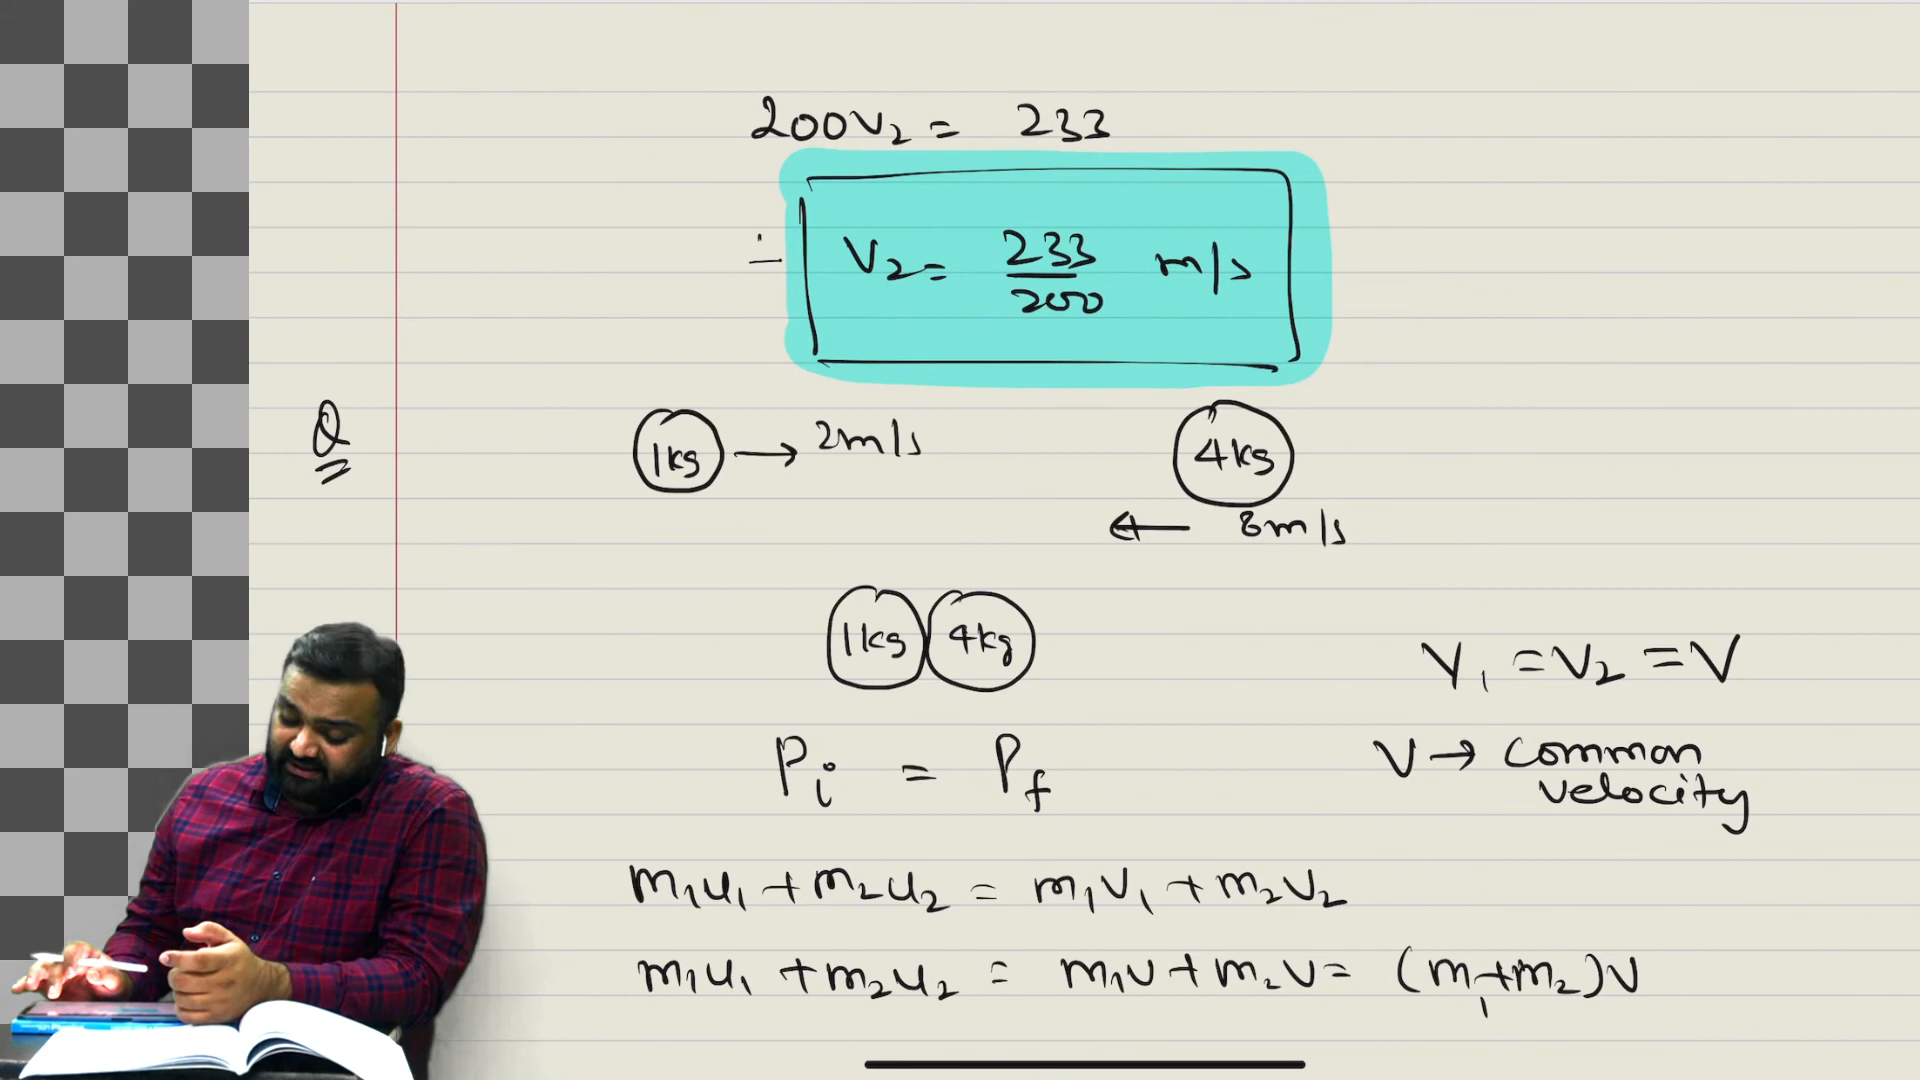 200v₂ = 233
∴ V₂ = 233/200 m/s
Q 1kg → 2m/s 4kg
← 8m/s
1kg 4kg
V₁ = V₂ = V
Pᵢ = P_f
V → common velocity
m₁u₁ + m₂u₂ = m₁V₁ + m₂V₂
m₁u₁ + m₂u₂ = m₁V + m₂V = (m₁+m₂)V